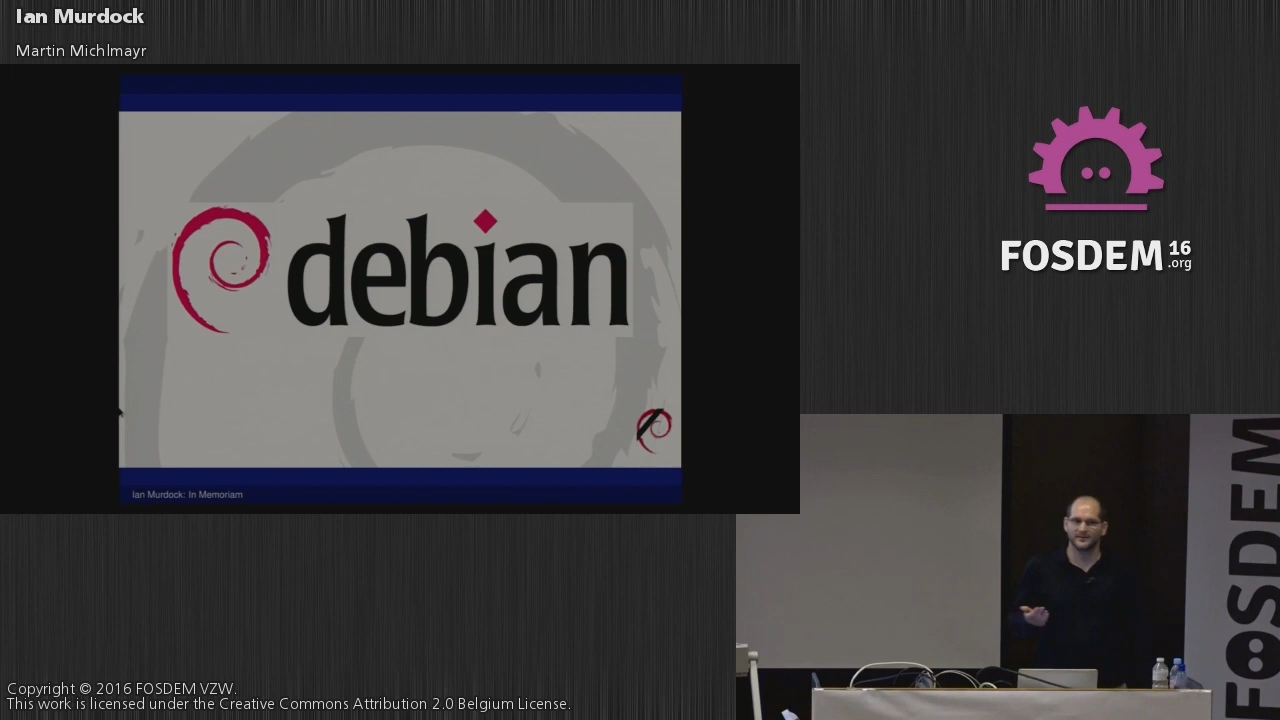 Ian Murdock
Martin Michlmayr
debian
Ian Murdock: In Memoriam
FOSDEM 16
.org
FOSDEM
Copyright © 2016 FOSDEM VZW.
This work is licensed under the Creative Commons Attribution 2.0 Belgium License.